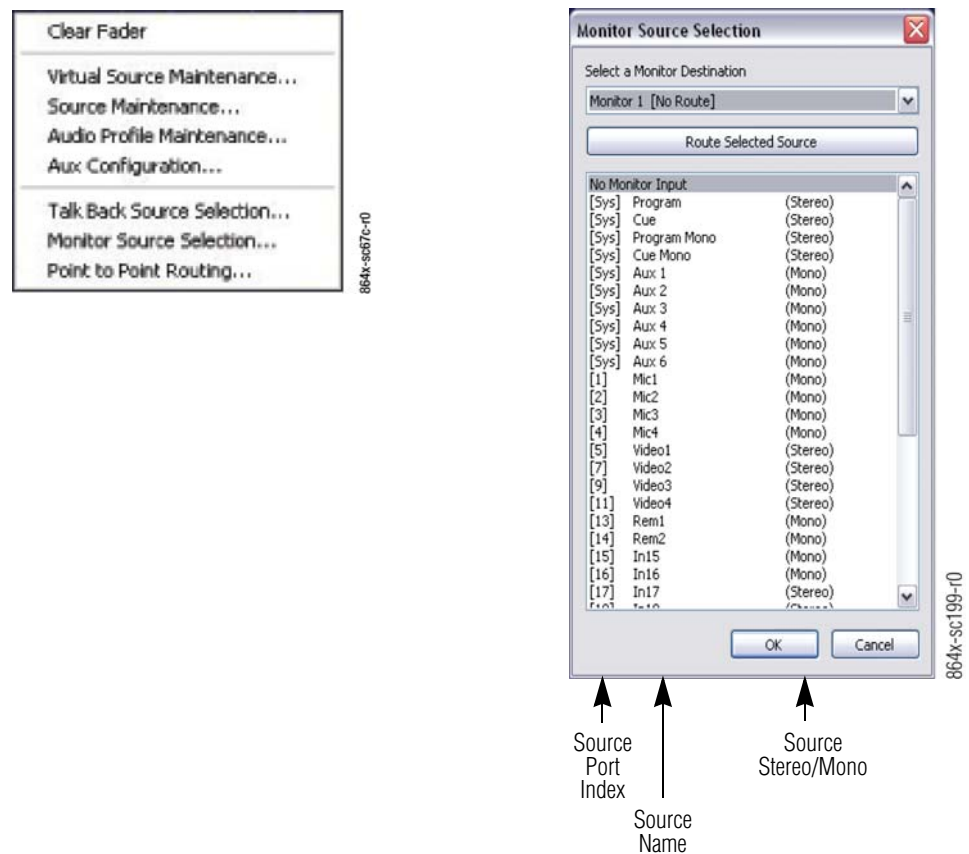 Clear Fader
Virtual Source Maintenance...
Source Maintenance...
Audio Profile Maintenance...
Aux Configuration...
Talk Back Source Selection...
Monitor Source Selection...
Point to Point Routing...
864x-sc67c-r0
Monitor Source Selection
Select a Monitor Destination
Monitor 1 [No Route]
Route Selected Source
No Monitor Input
[Sys] Program (Stereo)
[Sys] Cue (Stereo)
[Sys] Program Mono (Stereo)
[Sys] Cue Mono (Stereo)
[Sys] Aux 1 (Mono)
[Sys] Aux 2 (Mono)
[Sys] Aux 3 (Mono)
[Sys] Aux 4 (Mono)
[Sys] Aux 5 (Mono)
[Sys] Aux 6 (Mono)
[1] Mic1 (Mono)
[2] Mic2 (Mono)
[3] Mic3 (Mono)
[4] Mic4 (Mono)
[5] Video1 (Stereo)
[7] Video2 (Stereo)
[9] Video3 (Stereo)
[11] Video4 (Stereo)
[13] Rem1 (Mono)
[14] Rem2 (Mono)
[15] In15 (Mono)
[16] In16 (Mono)
[17] In17 (Stereo)
OK Cancel
864x-sc199-r0
Source
Port
Index
Source
Name
Source
Stereo/Mono